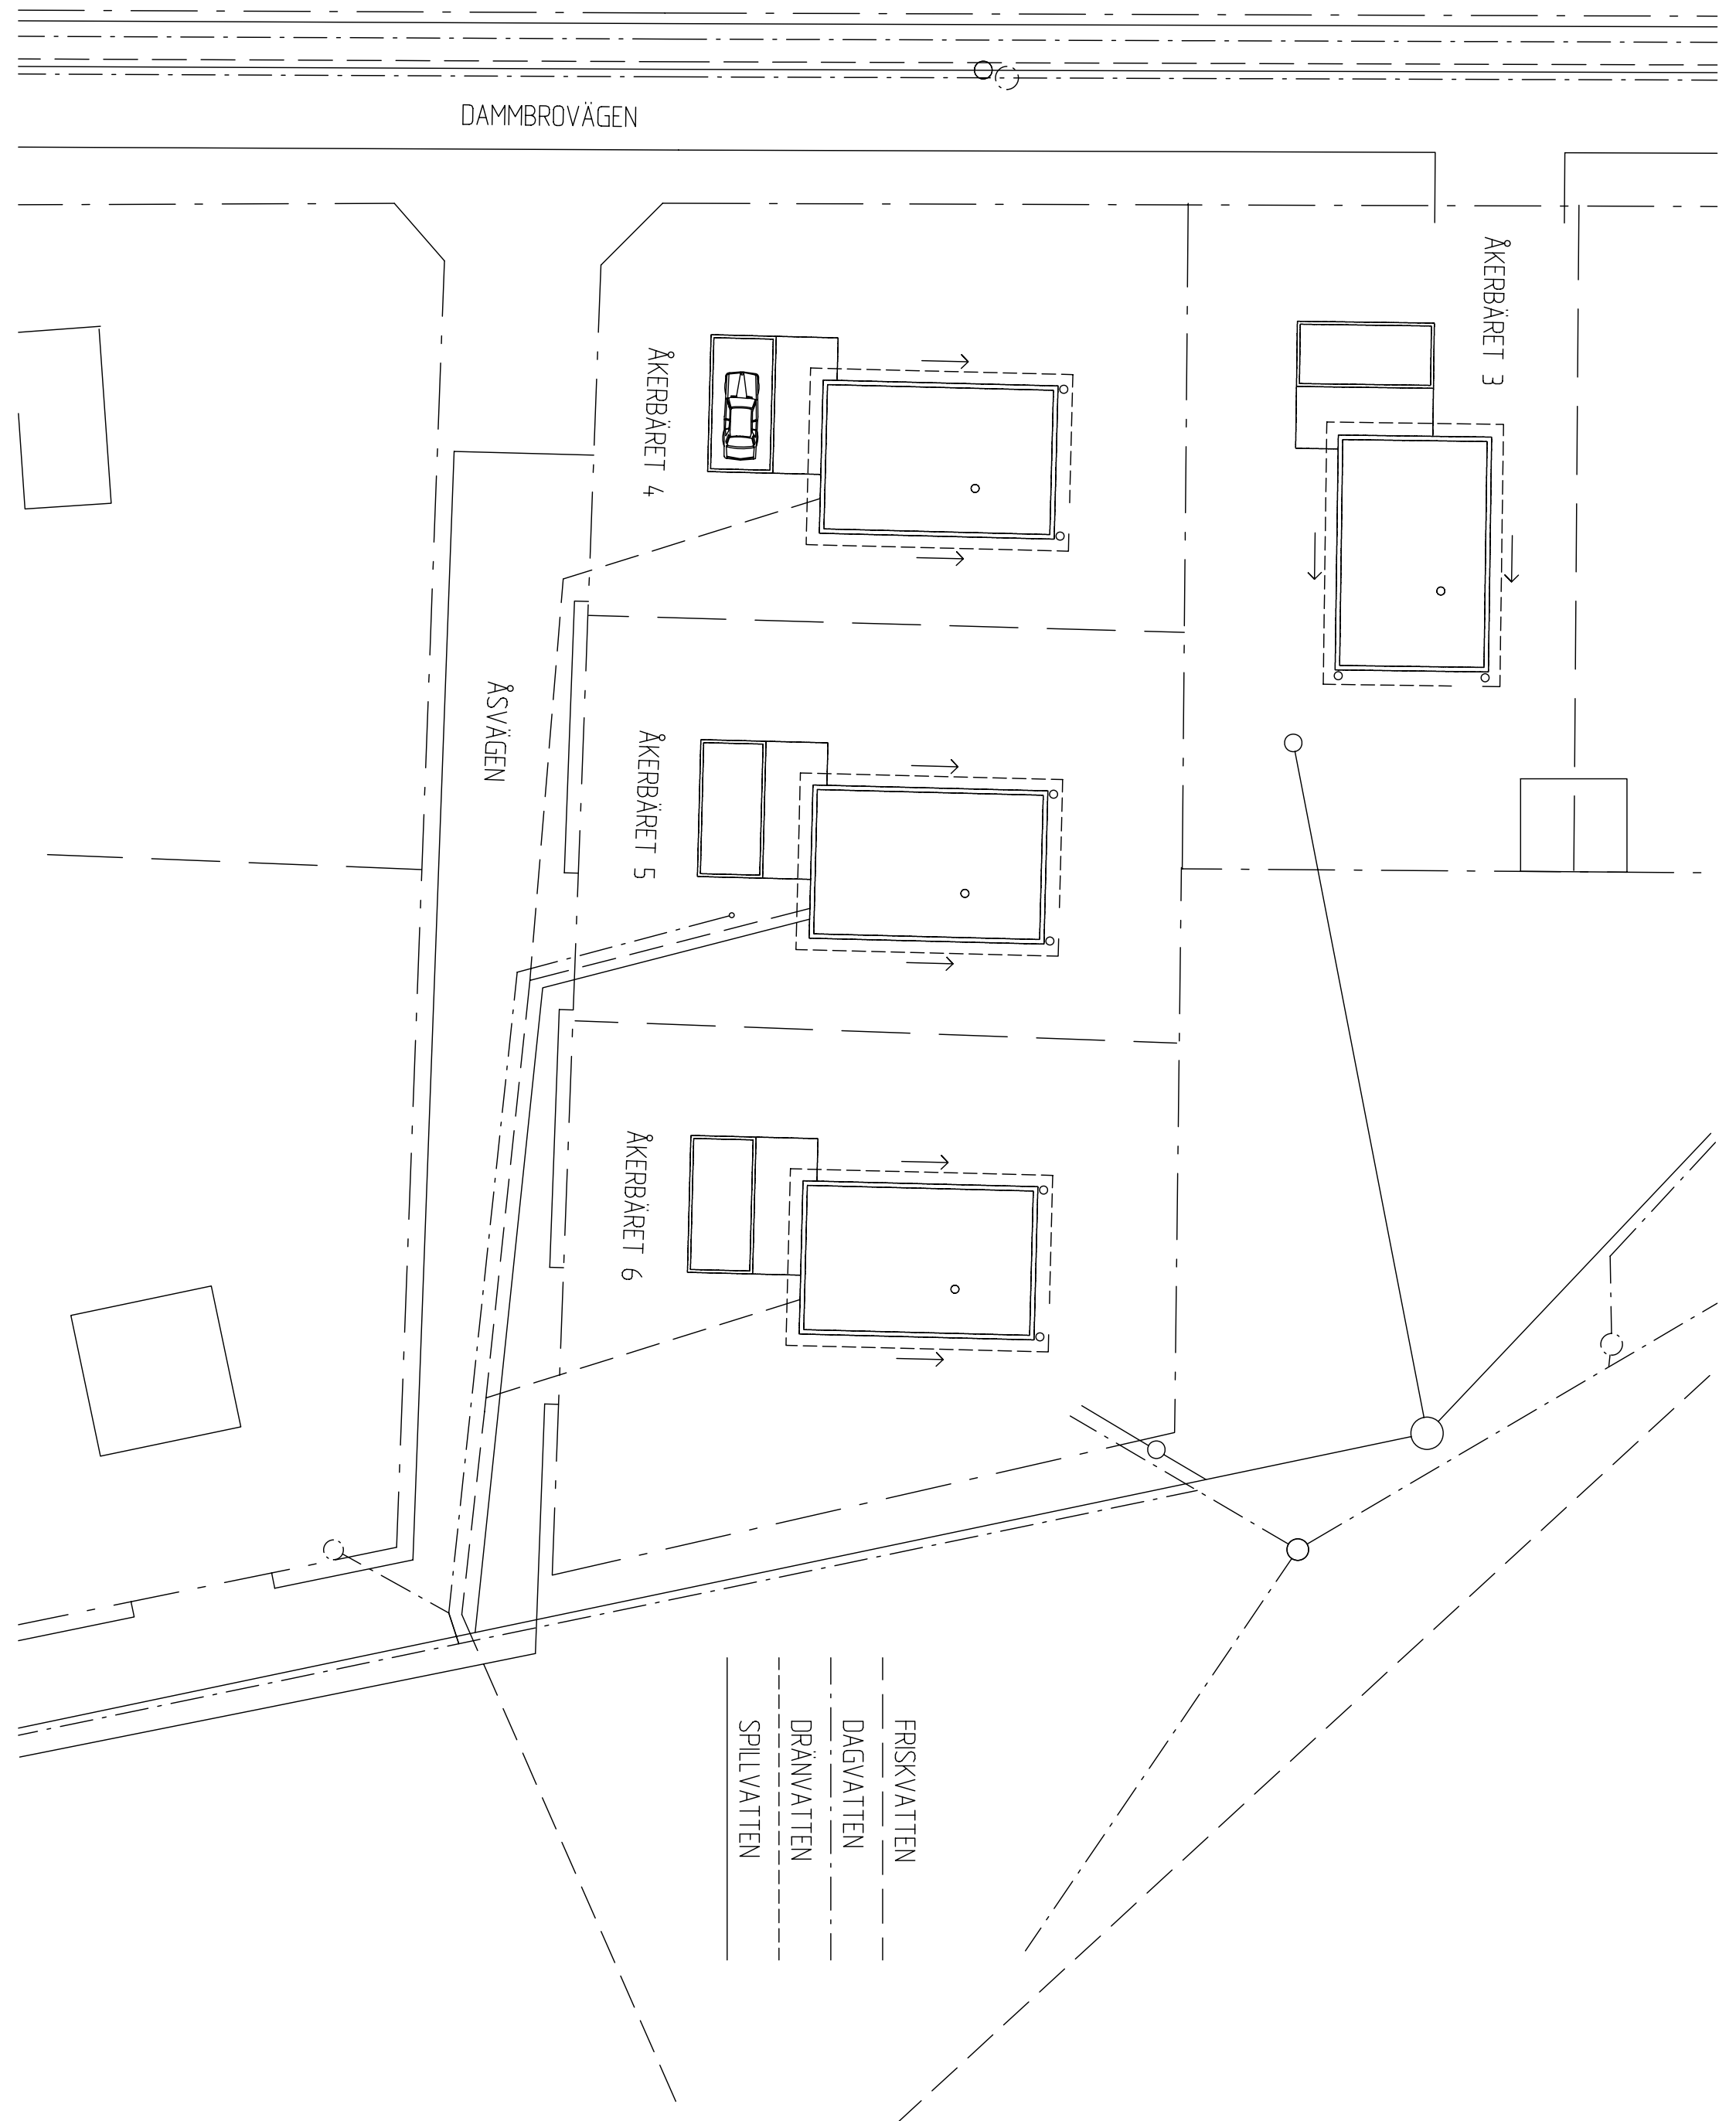 DAMMBROVÄGEN
ÅKERBÄRET 3
ÅKERBÄRET 4
ÅSVÄGEN
ÅKERBÄRET 5
ÅKERBÄRET 6
FRISKVATTEN
DAGVATTEN
DRÄNVATTEN
SPILLVATTEN